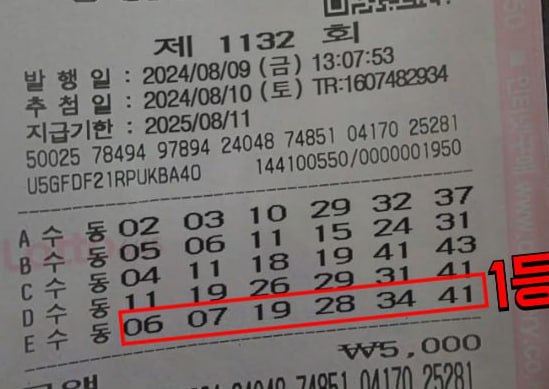 제 1132 회
발 행 일 : 2024/08/09 (금) 13:07:53
추 첨 일 : 2024/08/10 (토) TR:1607482934
지급기한 : 2025/08/11
50025 78494 97894 24048 74851 04170 25281
U5GFDF21RPUKBA40 144100550/0000001950
A 수 동 02 03 10 29 32 37
B 수 동 05 06 11 15 24 31
C 수 동 04 11 18 19 41 43
D 수 동 11 19 26 29 31 41
E 수 동 06 07 19 28 34 41
1등
₩5,000
74851 04170 25281